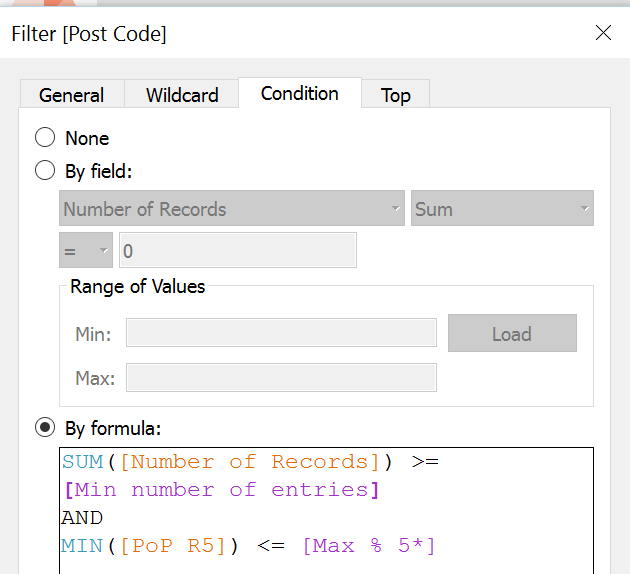 Filter [Post Code]
General Wildcard Condition Top
None
By field:
Number of Records Sum
= 0
Range of Values
Min: Load
Max:
By formula:
SUM([Number of Records]) >=
[Min number of entries]
AND
MIN([PoP R5]) <= [Max % 5*]